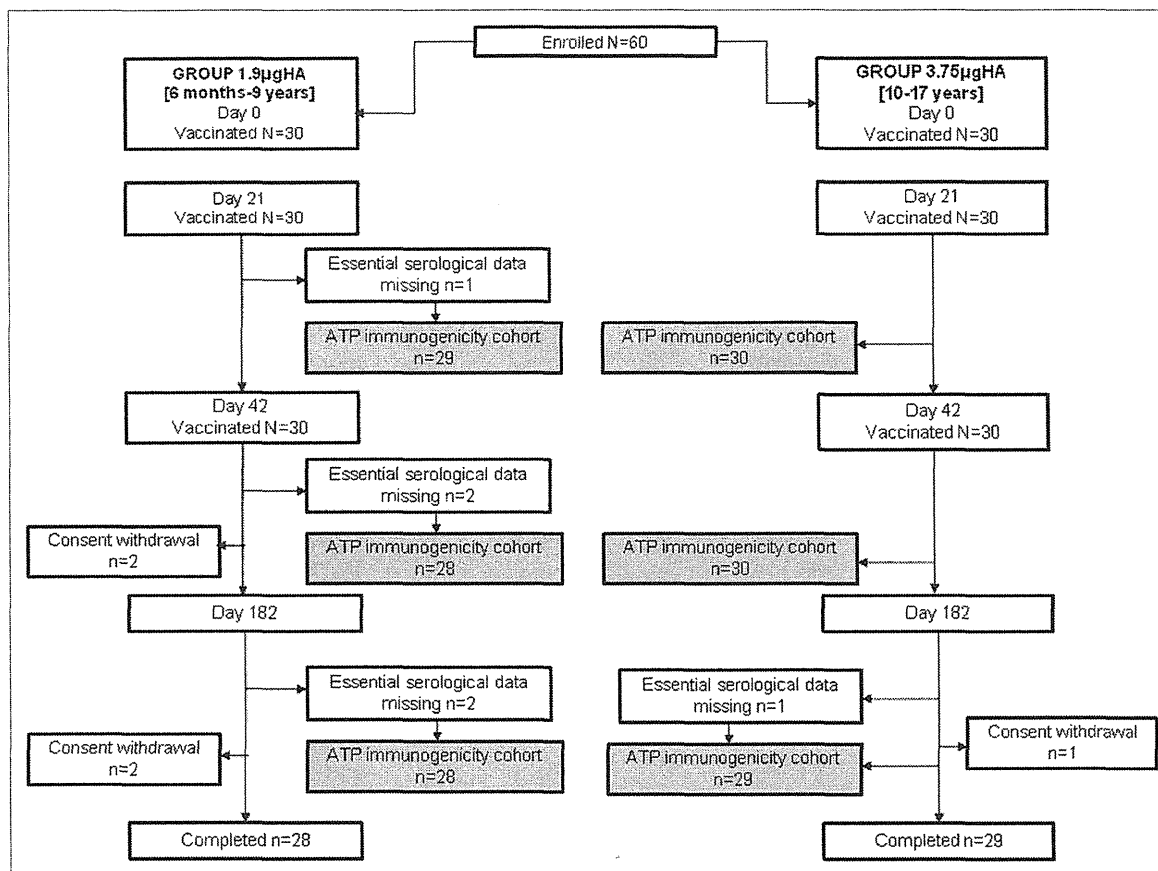 Enrolled N=60
GROUP 1.9µgHA
[6 months-9 years]
Day 0
Vaccinated N=30
GROUP 3.75µgHA
[10-17 years]
Day 0
Vaccinated N=30
Day 21
Vaccinated N=30
Day 21
Vaccinated N=30
Essential serological data
missing n=1
ATP immunogenicity cohort
n=29
ATP immunogenicity cohort
n=30
Day 42
Vaccinated N=30
Day 42
Vaccinated N=30
Essential serological data
missing n=2
Consent withdrawal
n=2
ATP immunogenicity cohort
n=28
ATP immunogenicity cohort
n=30
Day 182
Day 182
Essential serological data
missing n=2
Essential serological data
missing n=1
Consent withdrawal
n=2
ATP immunogenicity cohort
n=28
ATP immunogenicity cohort
n=29
Consent withdrawal
n=1
Completed n=28
Completed n=29